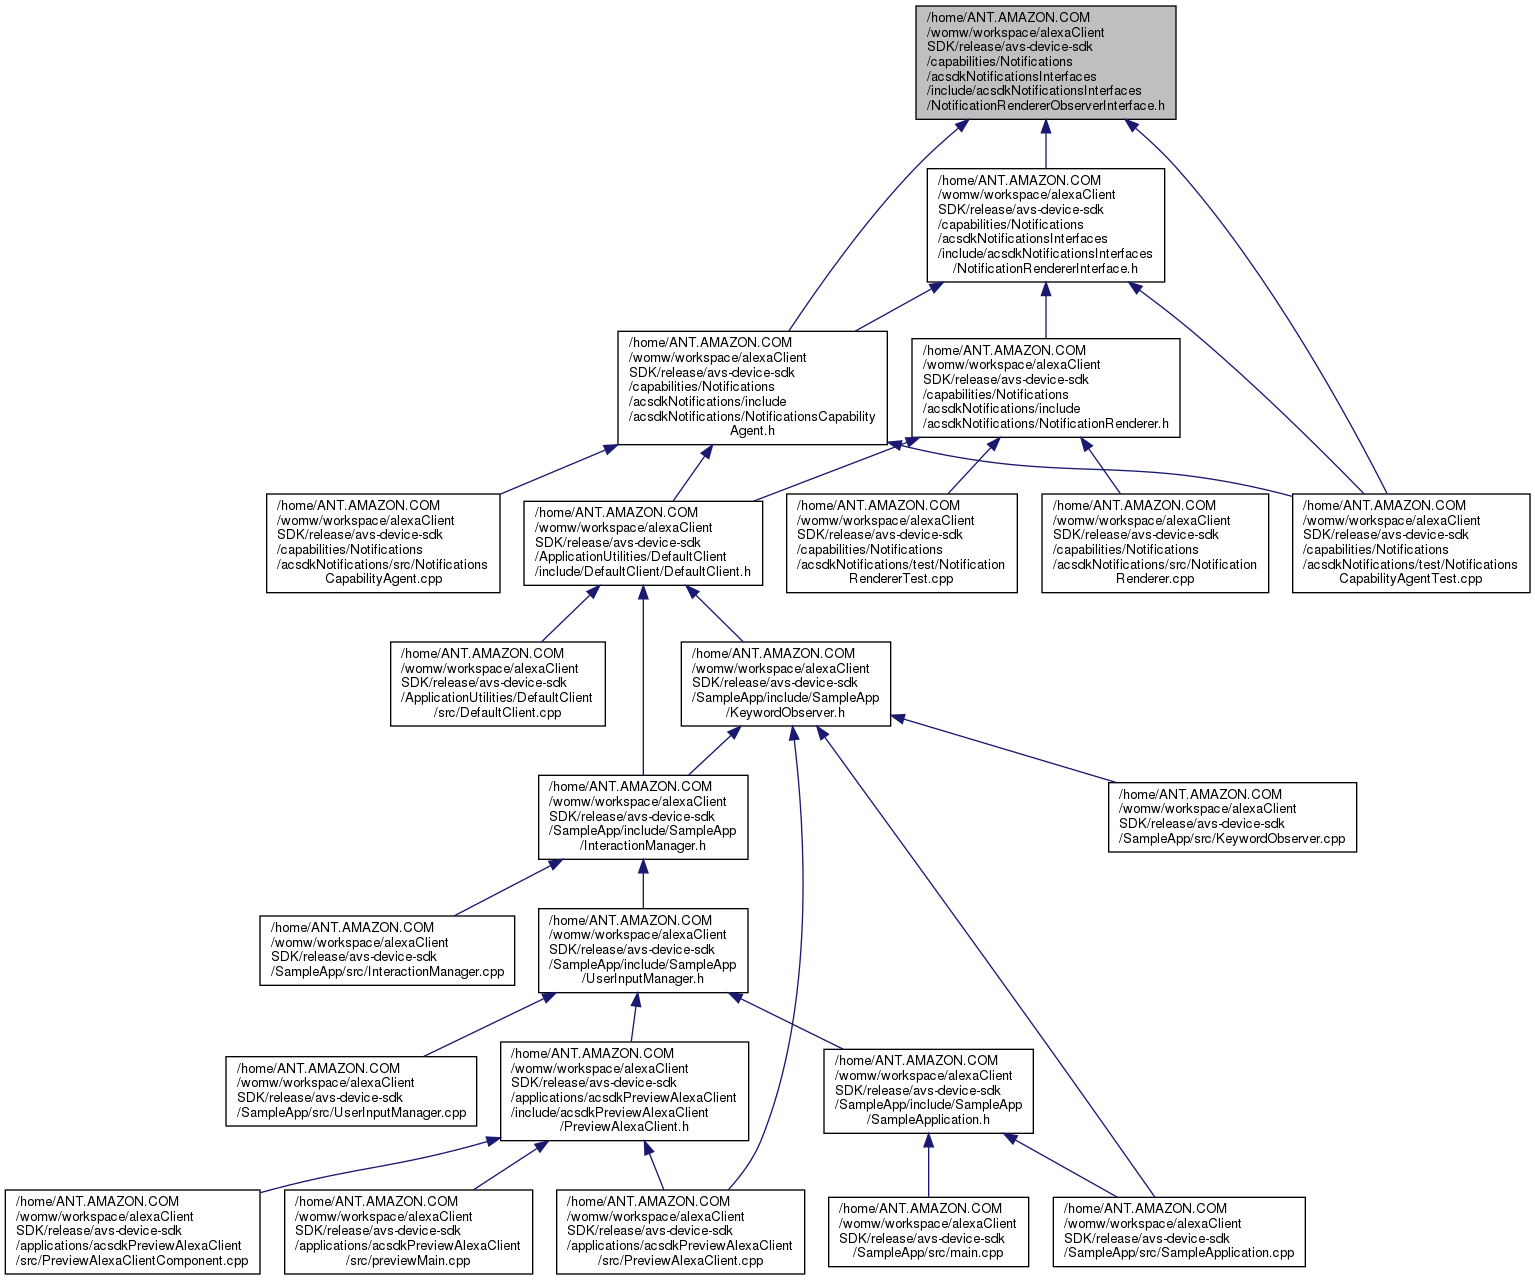 /home/ANT.AMAZON.COM
/womw/workspace/alexaClient
SDK/release/avs-device-sdk
/capabilities/Notifications
/acsdkNotificationsInterfaces
/include/acsdkNotificationsInterfaces
/NotificationRendererObserverInterface.h
/home/ANT.AMAZON.COM
/womw/workspace/alexaClient
SDK/release/avs-device-sdk
/capabilities/Notifications
/acsdkNotificationsInterfaces
/include/acsdkNotificationsInterfaces
/NotificationRendererInterface.h
/home/ANT.AMAZON.COM
/womw/workspace/alexaClient
SDK/release/avs-device-sdk
/capabilities/Notifications
/acsdkNotifications/include
/acsdkNotifications/NotificationsCapability
Agent.h
/home/ANT.AMAZON.COM
/womw/workspace/alexaClient
SDK/release/avs-device-sdk
/capabilities/Notifications
/acsdkNotifications/include
/acsdkNotifications/NotificationRenderer.h
/home/ANT.AMAZON.COM
/womw/workspace/alexaClient
SDK/release/avs-device-sdk
/capabilities/Notifications
/acsdkNotifications/src/Notifications
CapabilityAgent.cpp
/home/ANT.AMAZON.COM
/womw/workspace/alexaClient
SDK/release/avs-device-sdk
/ApplicationUtilities/DefaultClient
/include/DefaultClient/DefaultClient.h
/home/ANT.AMAZON.COM
/womw/workspace/alexaClient
SDK/release/avs-device-sdk
/capabilities/Notifications
/acsdkNotifications/test/Notification
RendererTest.cpp
/home/ANT.AMAZON.COM
/womw/workspace/alexaClient
SDK/release/avs-device-sdk
/capabilities/Notifications
/acsdkNotifications/src/Notification
Renderer.cpp
/home/ANT.AMAZON.COM
/womw/workspace/alexaClient
SDK/release/avs-device-sdk
/capabilities/Notifications
/acsdkNotifications/test/Notifications
CapabilityAgentTest.cpp
/home/ANT.AMAZON.COM
/womw/workspace/alexaClient
SDK/release/avs-device-sdk
/ApplicationUtilities/DefaultClient
/src/DefaultClient.cpp
/home/ANT.AMAZON.COM
/womw/workspace/alexaClient
SDK/release/avs-device-sdk
/SampleApp/include/SampleApp
/KeywordObserver.h
/home/ANT.AMAZON.COM
/womw/workspace/alexaClient
SDK/release/avs-device-sdk
/SampleApp/include/SampleApp
/InteractionManager.h
/home/ANT.AMAZON.COM
/womw/workspace/alexaClient
SDK/release/avs-device-sdk
/SampleApp/src/KeywordObserver.cpp
/home/ANT.AMAZON.COM
/womw/workspace/alexaClient
SDK/release/avs-device-sdk
/SampleApp/src/InteractionManager.cpp
/home/ANT.AMAZON.COM
/womw/workspace/alexaClient
SDK/release/avs-device-sdk
/SampleApp/include/SampleApp
/UserInputManager.h
/home/ANT.AMAZON.COM
/womw/workspace/alexaClient
SDK/release/avs-device-sdk
/SampleApp/src/UserInputManager.cpp
/home/ANT.AMAZON.COM
/womw/workspace/alexaClient
SDK/release/avs-device-sdk
/applications/acsdkPreviewAlexaClient
/include/acsdkPreviewAlexaClient
/PreviewAlexaClient.h
/home/ANT.AMAZON.COM
/womw/workspace/alexaClient
SDK/release/avs-device-sdk
/SampleApp/include/SampleApp
/SampleApplication.h
/home/ANT.AMAZON.COM
/womw/workspace/alexaClient
SDK/release/avs-device-sdk
/applications/acsdkPreviewAlexaClient
/src/PreviewAlexaClientComponent.cpp
/home/ANT.AMAZON.COM
/womw/workspace/alexaClient
SDK/release/avs-device-sdk
/applications/acsdkPreviewAlexaClient
/src/previewMain.cpp
/home/ANT.AMAZON.COM
/womw/workspace/alexaClient
SDK/release/avs-device-sdk
/applications/acsdkPreviewAlexaClient
/src/PreviewAlexaClient.cpp
/home/ANT.AMAZON.COM
/womw/workspace/alexaClient
SDK/release/avs-device-sdk
/SampleApp/src/main.cpp
/home/ANT.AMAZON.COM
/womw/workspace/alexaClient
SDK/release/avs-device-sdk
/SampleApp/src/SampleApplication.cpp